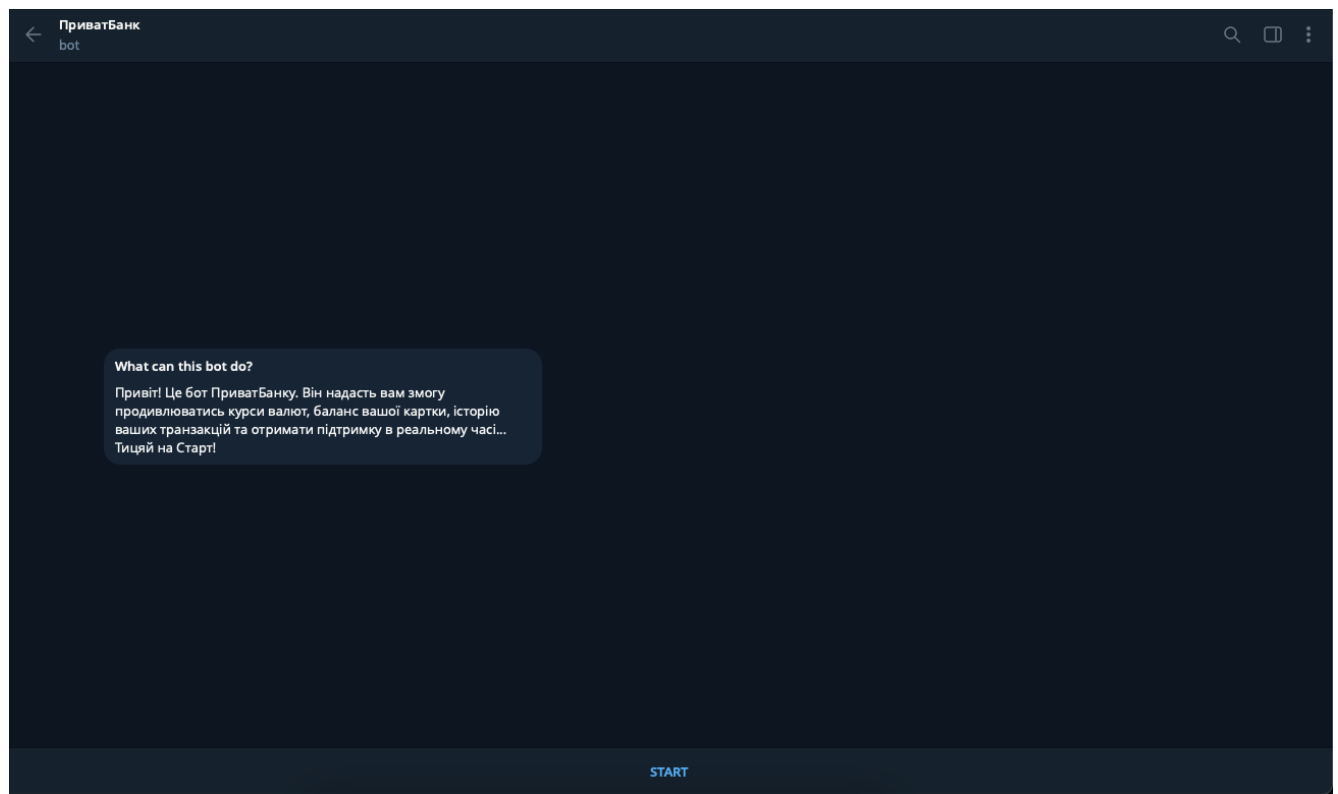 ПриватБанк
bot
What can this bot do?
Привіт! Це бот ПриватБанку. Він надасть вам змогу
продивлюватись курси валют, баланс вашої картки, історію
ваших транзакцій та отримати підтримку в реальному часі...
Тицяй на Старт!
START